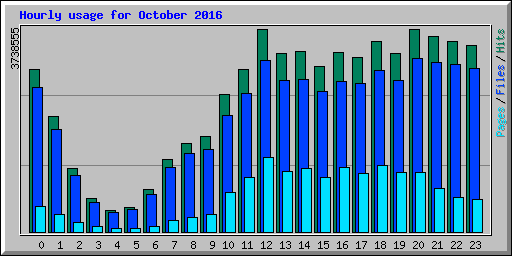 Hourly usage for October 2016
3738555
Pages / Files / Hits
0 1 2 3 4 5 6 7 8 9 10 11 12 13 14 15 16 17 18 19 20 21 22 23